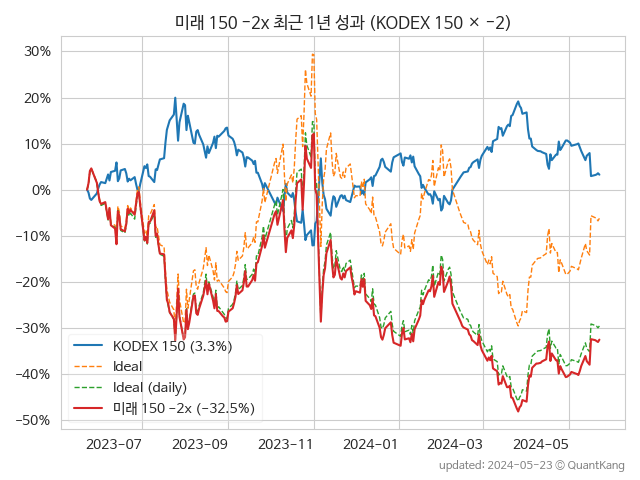 미래 150 −2x 최근 1년 성과 (KODEX 150 × −2)
30%
20%
10%
0%
−10%
−20%
−30%
−40%
−50%
KODEX 150 (3.3%)
Ideal
Ideal (daily)
미래 150 −2x (−32.5%)
2023−07 2023−09 2023−11 2024−01 2024−03 2024−05
updated: 2024−05−23 © QuantKang